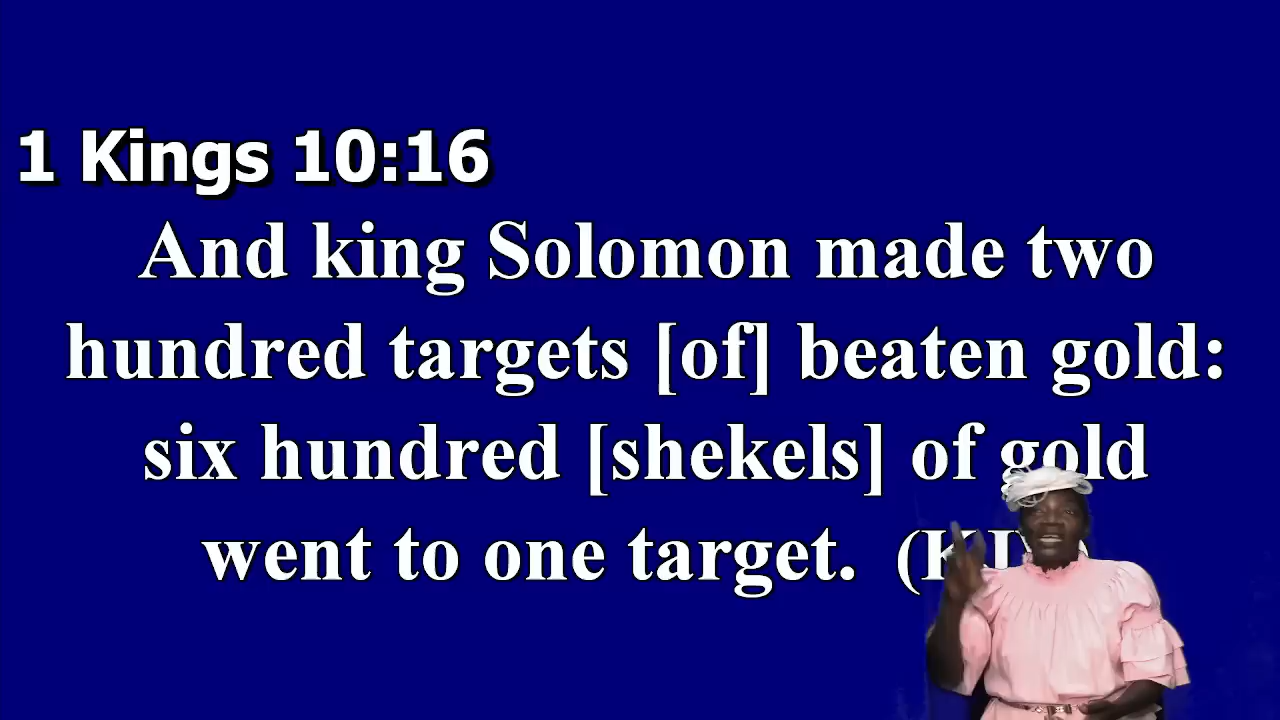 1 Kings 10:16
And king Solomon made two
hundred targets [of] beaten gold:
six hundred [shekels] of gold
went to one target.